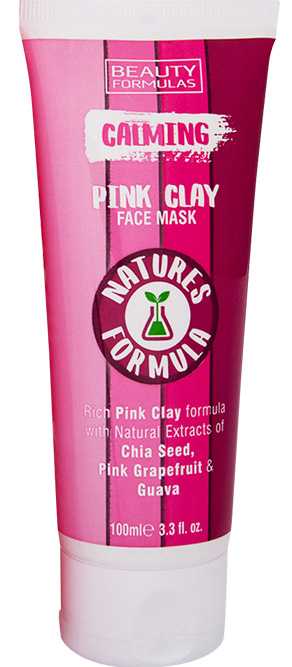 BEAUTY
FORMULAS
CALMING
PINK CLAY
FACE MASK
NATURES
FORMULA
Rich Pink Clay formula
with Natural Extracts of
Chia Seed,
Pink Grapefruit &
Guava
100ml℮ 3.3 fl. oz.